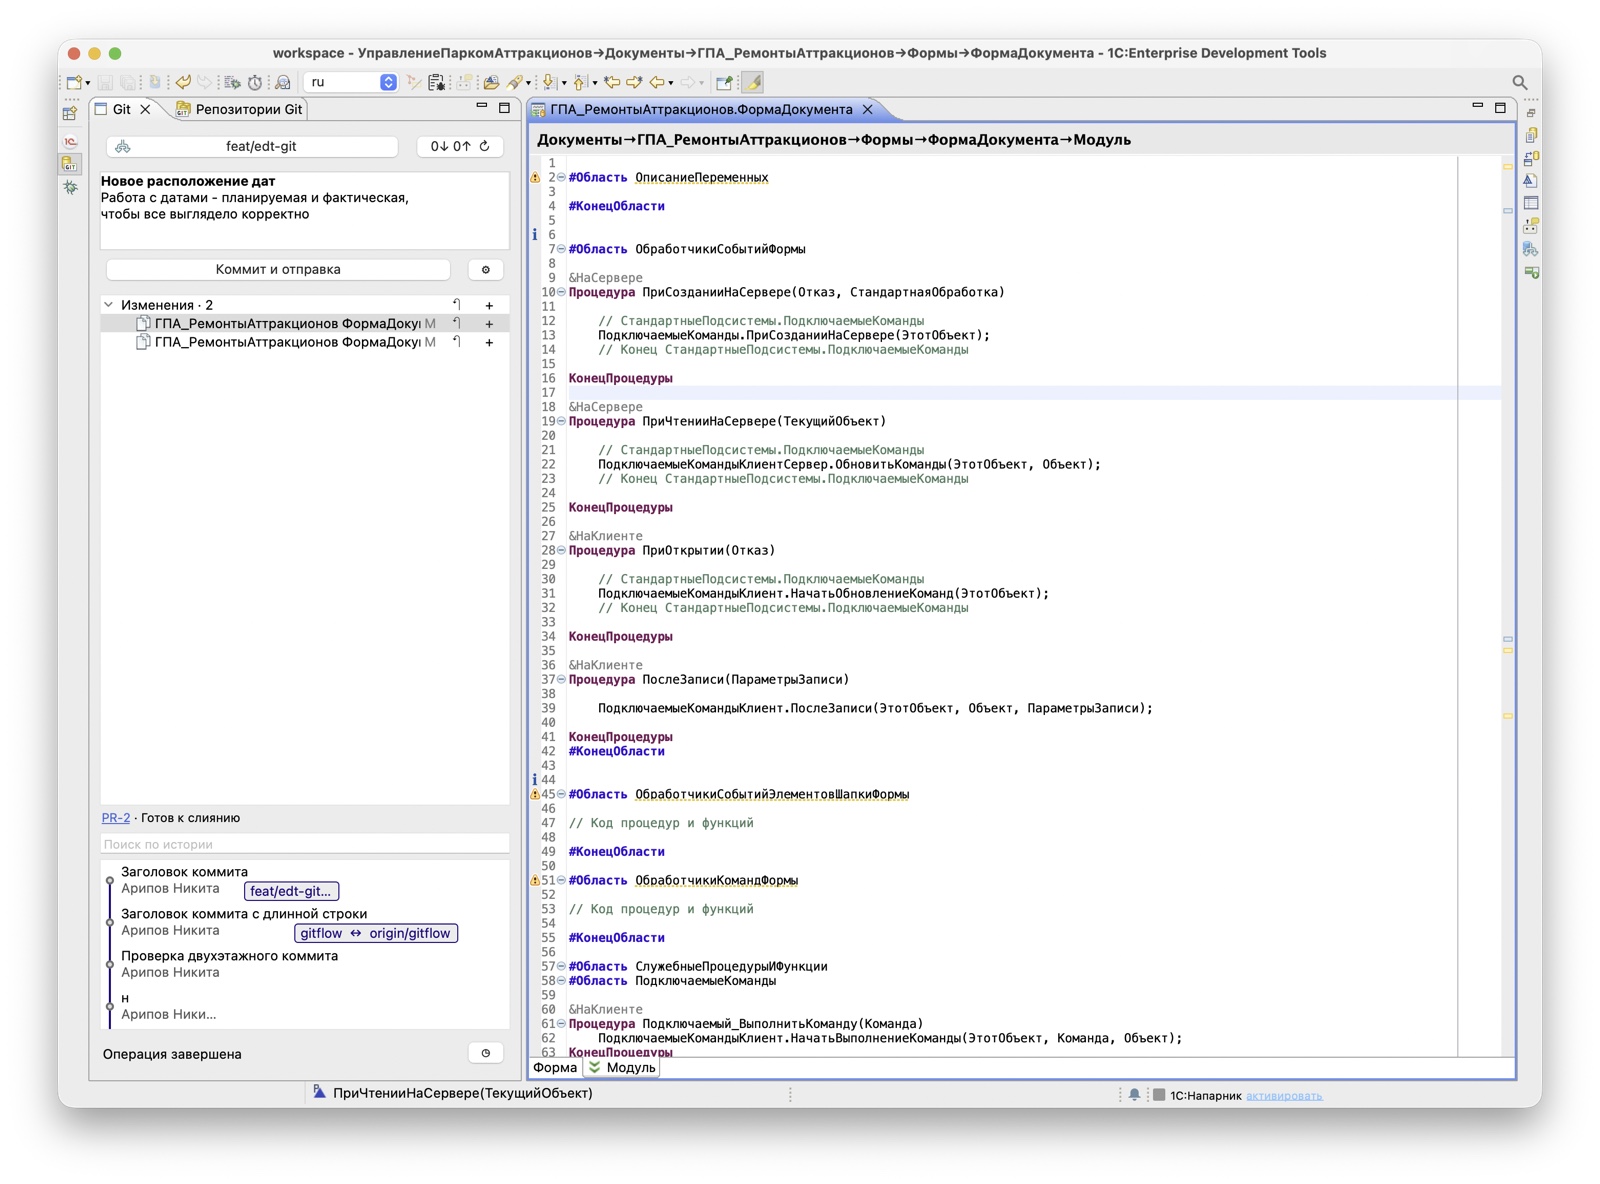 workspace - УправлениеПаркомАттракционов→Документы→ГПА_РемонтыАттракционов→Формы→ФормаДокумента - 1C:Enterprise Development Tools
ru
Git
Репозитории Git
feat/edt-git
0↓ 0↑
Новое расположение дат
Работа с датами - планируемая и фактическая,
чтобы все выглядело корректно
Коммит и отправка
Изменения · 2
ГПА_РемонтыАттракционов ФормаДокуı M
ГПА_РемонтыАттракционов ФормаДокуı M
PR-2 · Готов к слиянию
Поиск по истории
Заголовок коммита
Арипов Никита
feat/edt-git...
Заголовок коммита с длинной строки
Арипов Никита
gitflow ↔ origin/gitflow
Проверка двухэтажного коммита
Арипов Никита
н
Арипов Ники...
Операция завершена
ГПА_РемонтыАттракционов.ФормаДокумента
Документы→ГПА_РемонтыАттракционов→Формы→ФормаДокумента→Модуль
1
2 #Область ОписаниеПеременных
3
4 #КонецОбласти
5
6
7 #Область ОбработчикиСобытийФормы
8
9 &НаСервере
10 Процедура ПриСозданииНаСервере(Отказ, СтандартнаяОбработка)
11
12 // СтандартныеПодсистемы.ПодключаемыеКоманды
13 ПодключаемыеКоманды.ПриСозданииНаСервере(ЭтотОбъект);
14 // Конец СтандартныеПодсистемы.ПодключаемыеКоманды
15
16 КонецПроцедуры
17
18 &НаСервере
19 Процедура ПриЧтенииНаСервере(ТекущийОбъект)
20
21 // СтандартныеПодсистемы.ПодключаемыеКоманды
22 ПодключаемыеКомандыКлиентСервер.ОбновитьКоманды(ЭтотОбъект, Объект);
23 // Конец СтандартныеПодсистемы.ПодключаемыеКоманды
24
25 КонецПроцедуры
26
27 &НаКлиенте
28 Процедура ПриОткрытии(Отказ)
29
30 // СтандартныеПодсистемы.ПодключаемыеКоманды
31 ПодключаемыеКомандыКлиент.НачатьОбновлениеКоманд(ЭтотОбъект);
32 // Конец СтандартныеПодсистемы.ПодключаемыеКоманды
33
34 КонецПроцедуры
35
36 &НаКлиенте
37 Процедура ПослеЗаписи(ПараметрыЗаписи)
38
39 ПодключаемыеКомандыКлиент.ПослеЗаписи(ЭтотОбъект, Объект, ПараметрыЗаписи);
40
41 КонецПроцедуры
42 #КонецОбласти
43
44
45 #Область ОбработчикиСобытийЭлементовШапкиФормы
46
47 // Код процедур и функций
48
49 #КонецОбласти
50
51 #Область ОбработчикиКомандФормы
52
53 // Код процедур и функций
54
55 #КонецОбласти
56
57 #Область СлужебныеПроцедурыИФункции
58 #Область ПодключаемыеКоманды
59
60 &НаКлиенте
61 Процедура Подключаемый_ВыполнитьКоманду(Команда)
62 ПодключаемыеКомандыКлиент.НачатьВыполнениеКоманды(ЭтотОбъект, Команда, Объект);
63 КонецПроцедуры
Форма
Модуль
ПриЧтенииНаСервере(ТекущийОбъект)
1С:Напарник активировать